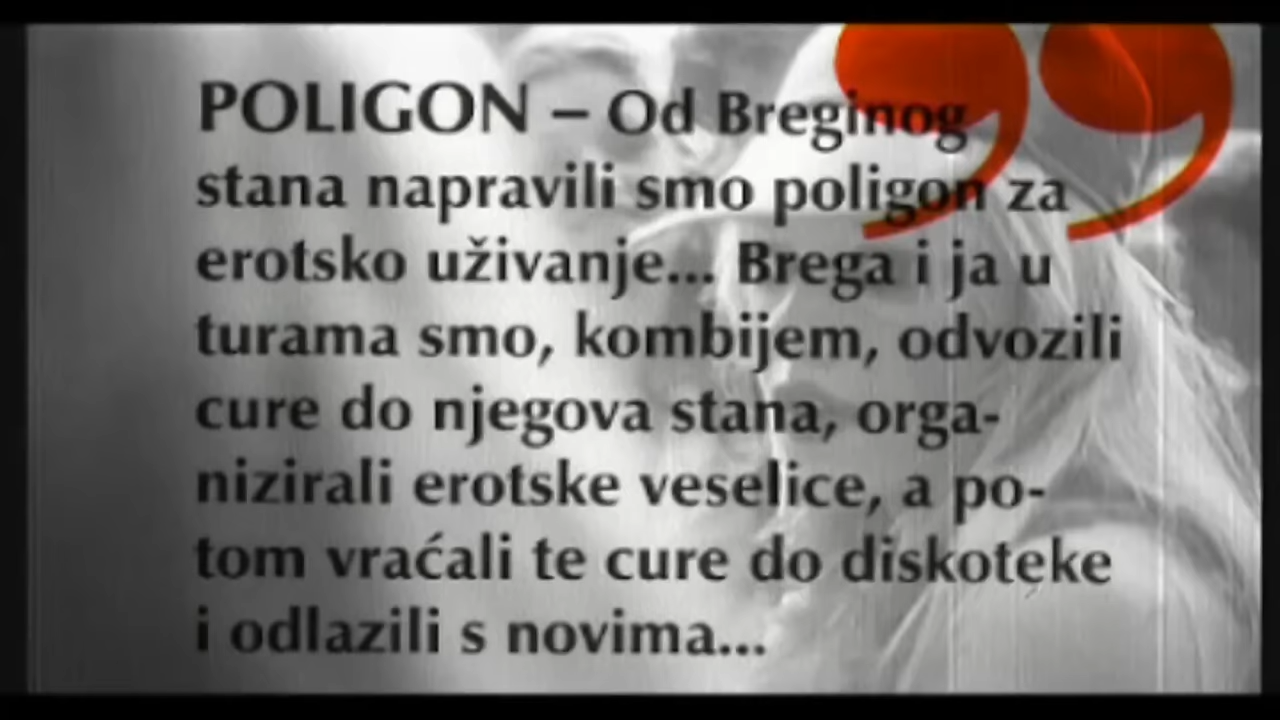 POLIGON – Od Breginog
stana napravili smo poligon za
erotsko uživanje... Brega i ja u
turama smo, kombijem, odvozili
cure do njegova stana, orga-
nizirali erotske veselice, a po-
tom vraćali te cure do diskoteke
i odlazili s novima...